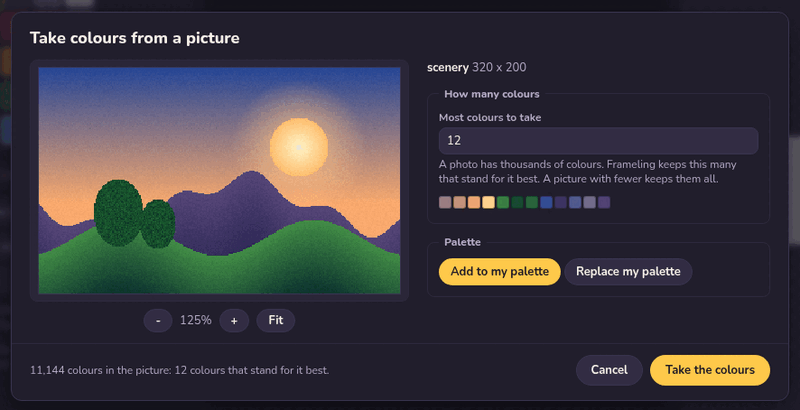 Take colours from a picture
scenery 320 x 200
How many colours
Most colours to take
12
A photo has thousands of colours. Frameling keeps this many
that stand for it best. A picture with fewer keeps them all.
Palette
Add to my palette
Replace my palette
- 125% + Fit
11,144 colours in the picture: 12 colours that stand for it best.
Cancel
Take the colours